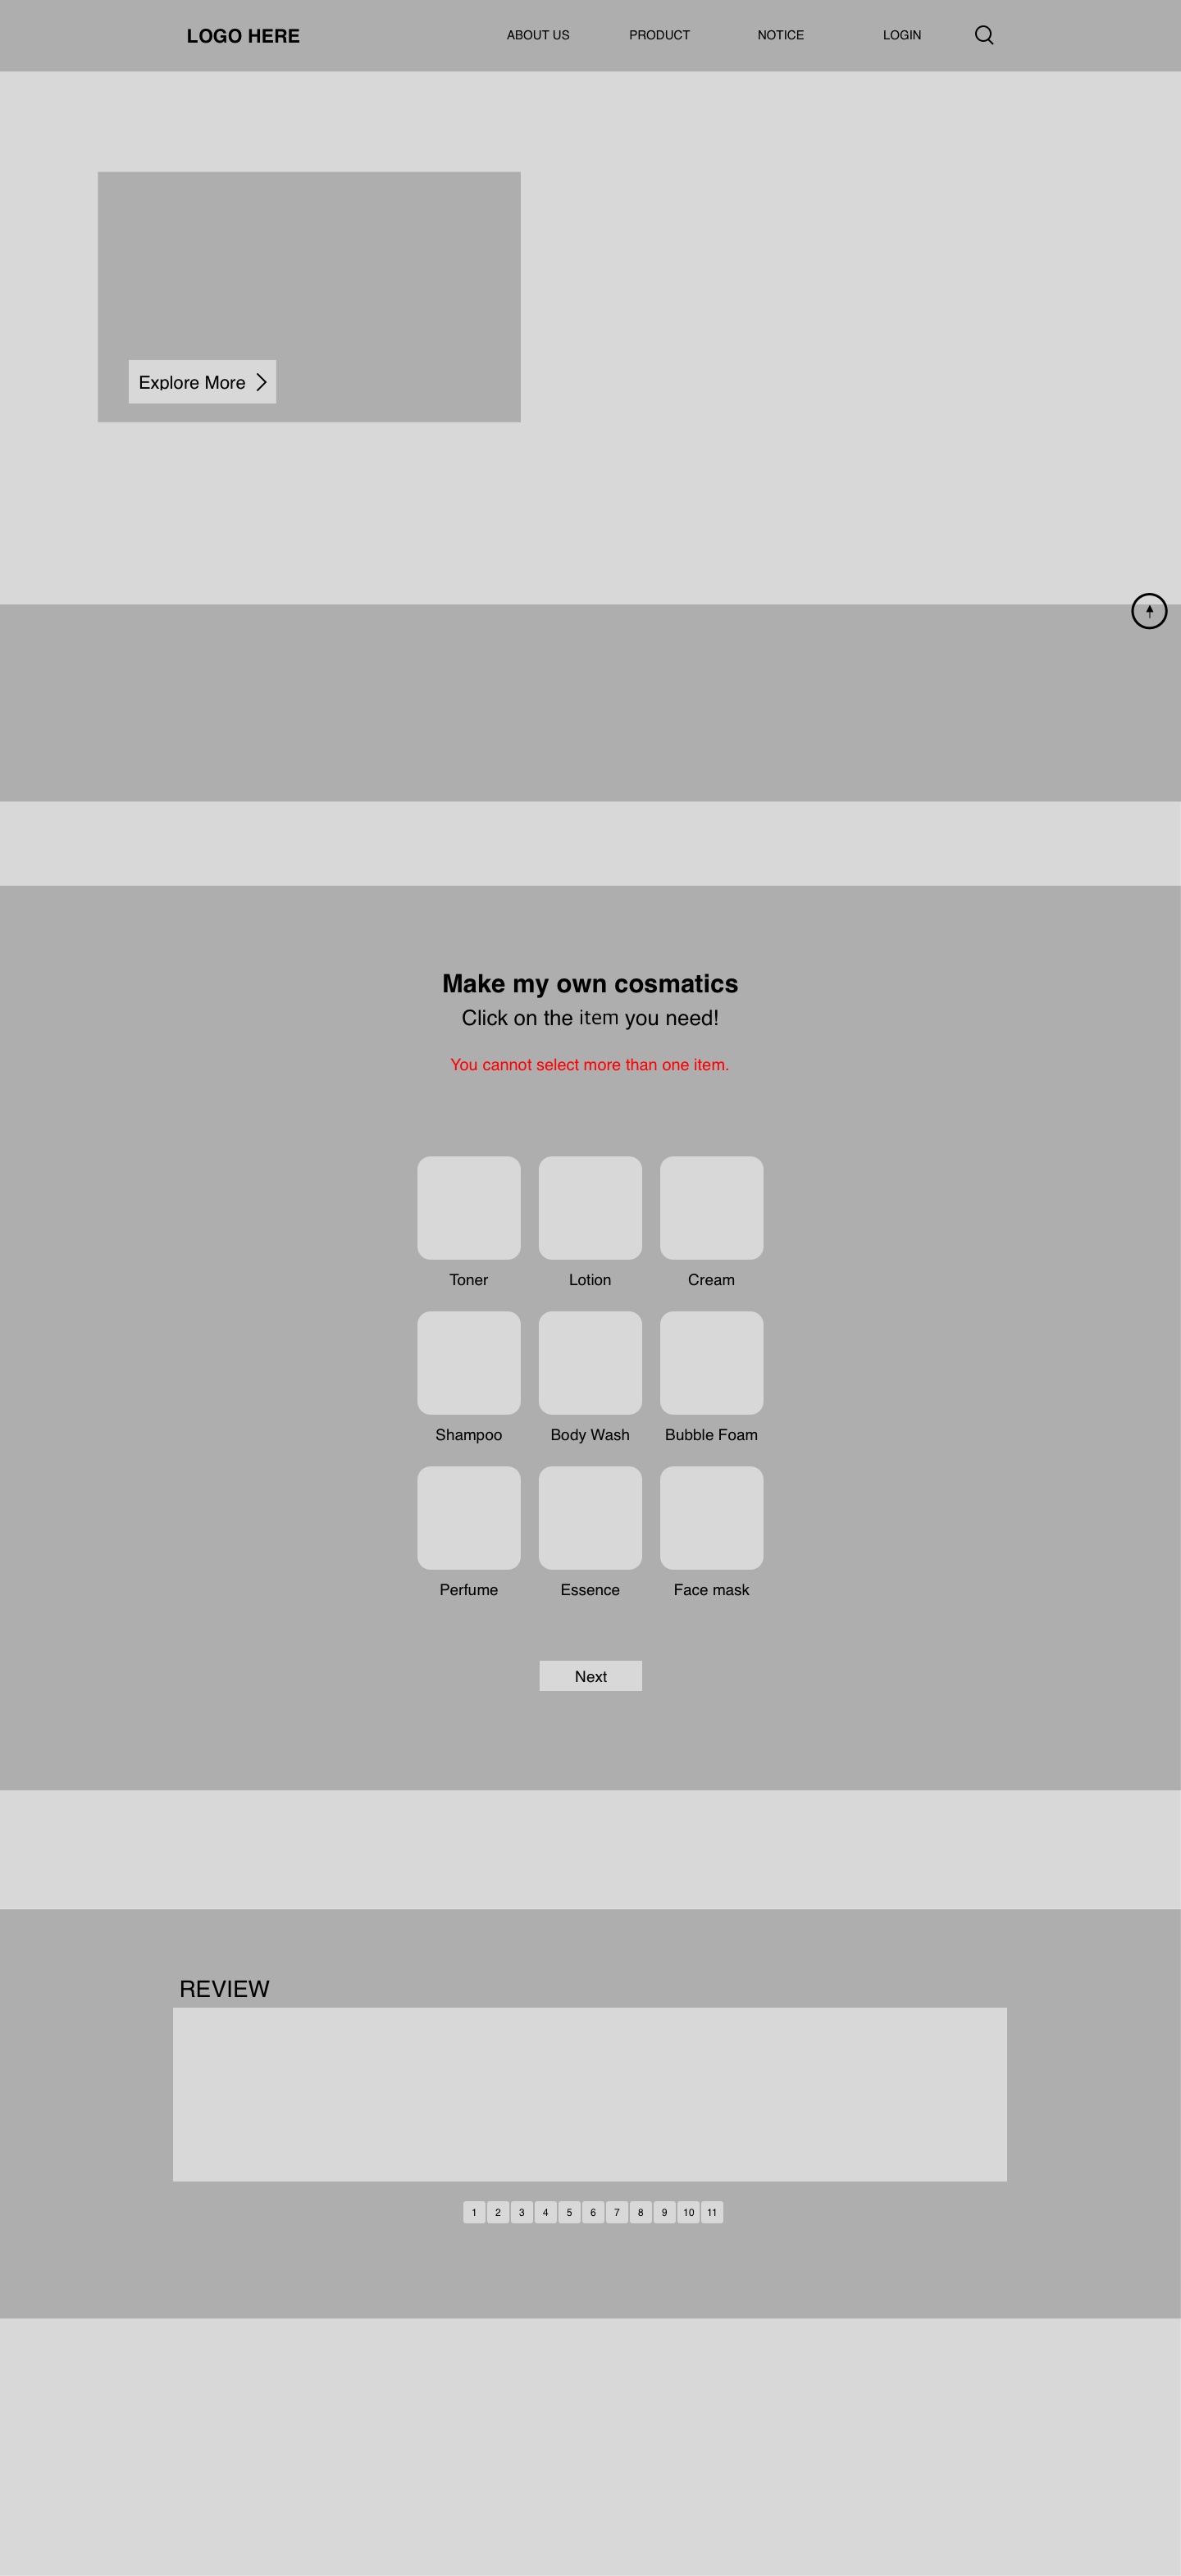 LOGO HERE
ABOUT US PRODUCT NOTICE LOGIN
Explore More
Make my own cosmatics
Click on the item you need!
You cannot select more than one item.
Toner Lotion Cream
Shampoo Body Wash Bubble Foam
Perfume Essence Face mask
Next
REVIEW
1 2 3 4 5 6 7 8 9 10 11